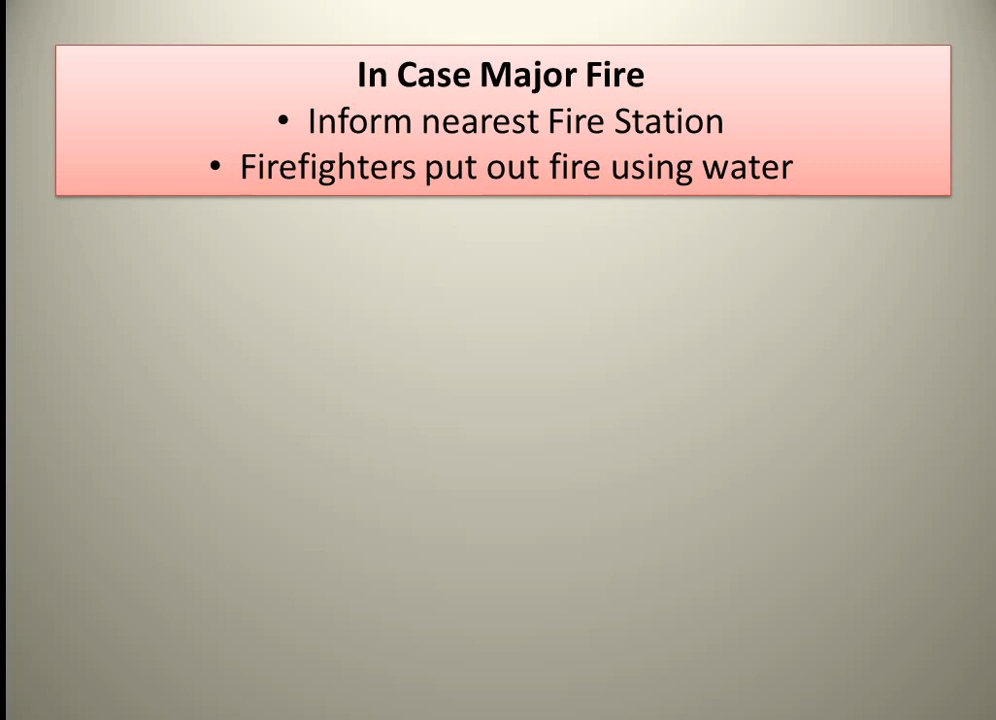 In Case Major Fire
• Inform nearest Fire Station
• Firefighters put out fire using water